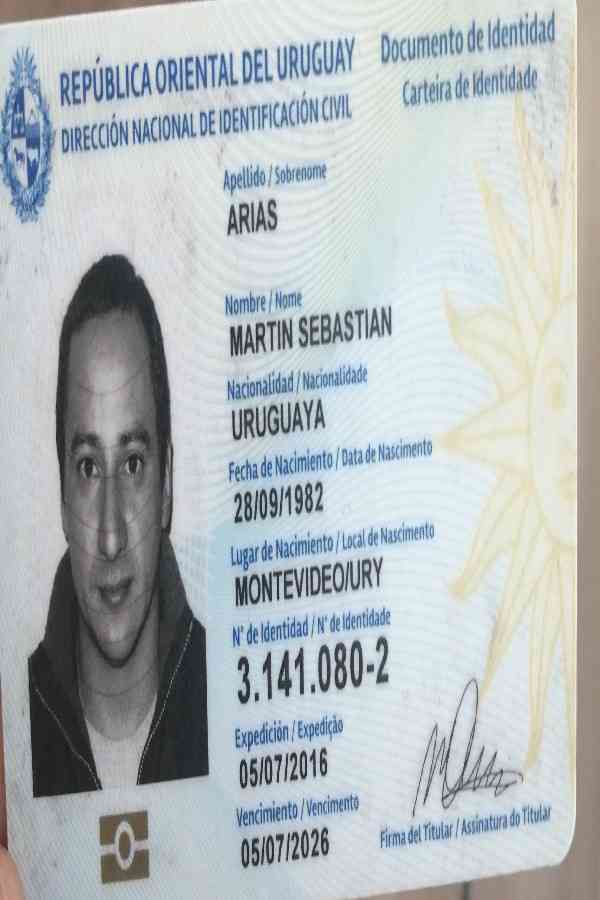 REPÚBLICA ORIENTAL DEL URUGUAY
DIRECCIÓN NACIONAL DE IDENTIFICACIÓN CIVIL
Documento de Identidad
Carteira de Identidade
Apellido / Sobrenome
ARIAS
Nombre / Nome
MARTIN SEBASTIAN
Nacionalidad / Nacionalidade
URUGUAYA
Fecha de Nacimiento / Data de Nascimento
28/09/1982
Lugar de Nacimiento / Local de Nascimento
MONTEVIDEO/URY
N° de Identidad / N° de Identidade
3.141.080-2
Expedición / Expedição
05/07/2016
Vencimiento / Vencimento
05/07/2026
Firma del Titular / Assinatura do Titular